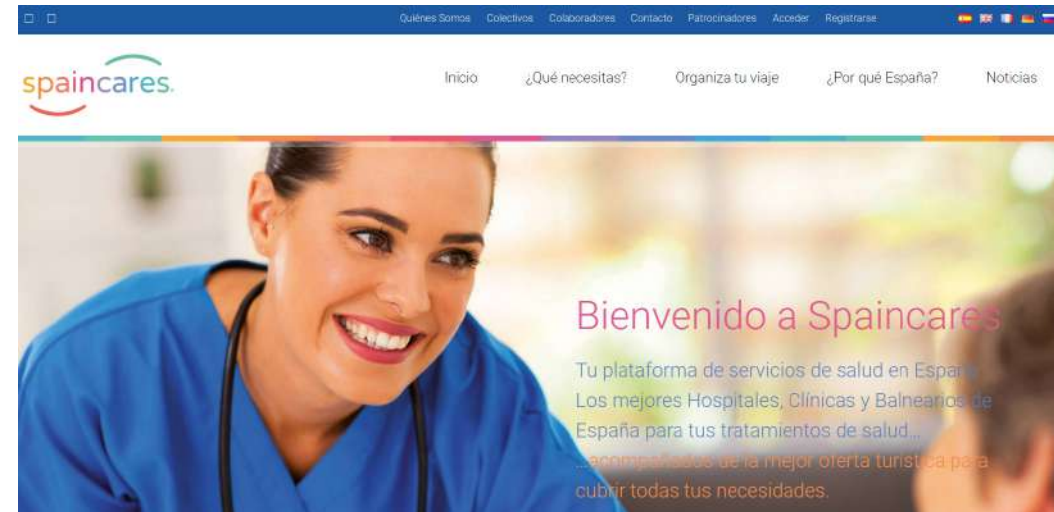 Quiénes Somos Colectivos Colaboradores Contacto Patrocinadores Acceder Registrarse
spaincares.
Inicio ¿Qué necesitas? Organiza tu viaje ¿Por qué España? Noticias
Bienvenido a Spaincares
Tu plataforma de servicios de salud en España
Los mejores Hospitales, Clínicas y Balnearios de
España para tus tratamientos de salud...
...acompañados de la mejor oferta turística para
cubrir todas tus necesidades.